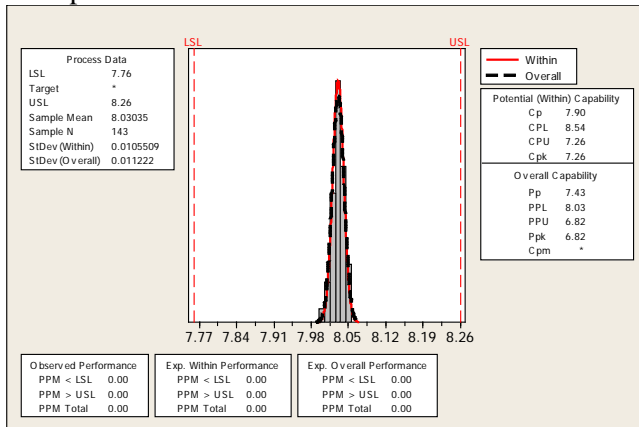 LSL
USL
Process Data
LSL 7.76
Target *
USL 8.26
Sample Mean 8.03035
Sample N 143
StDev (Within) 0.0105509
StDev (Overall) 0.011222
Within
Overall
Potential (Within) Capability
Cp 7.90
CPL 8.54
CPU 7.26
Cpk 7.26
Overall Capability
Pp 7.43
PPL 8.03
PPU 6.82
Ppk 6.82
Cpm *
7.77 7.84 7.91 7.98 8.05 8.12 8.19 8.26
Observed Performance
PPM < LSL 0.00
PPM > USL 0.00
PPM Total 0.00
Exp. Within Performance
PPM < LSL 0.00
PPM > USL 0.00
PPM Total 0.00
Exp. Overall Performance
PPM < LSL 0.00
PPM > USL 0.00
PPM Total 0.00